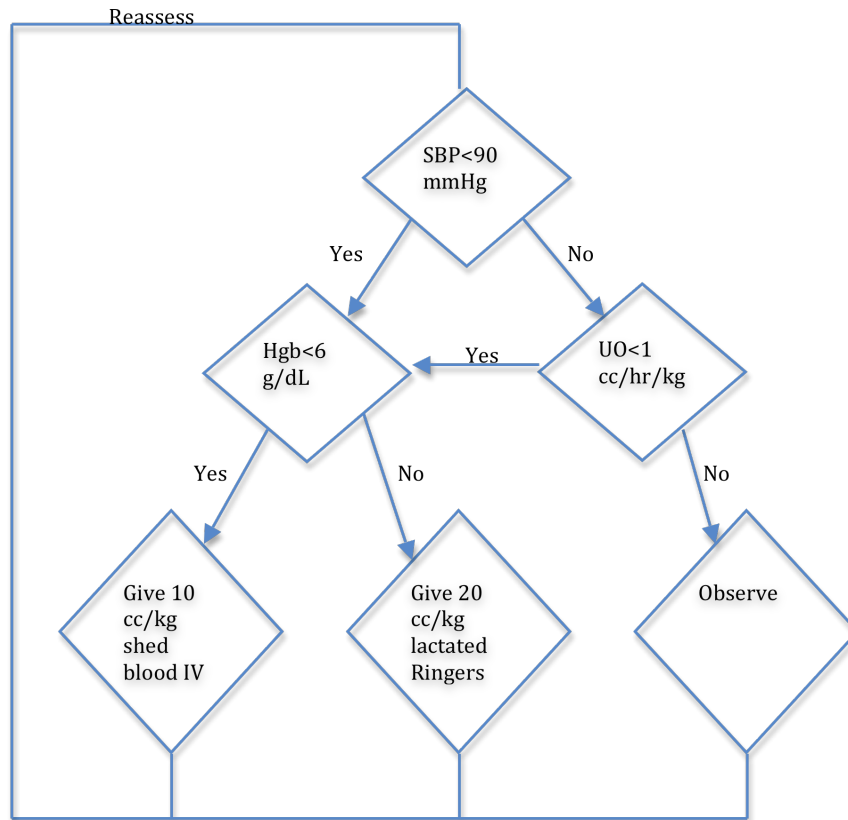 Reassess
SBP<90
mmHg
Yes
No
Hgb<6
g/dL
Yes
UO<1
cc/hr/kg
Yes
No
No
Give 10
cc/kg
shed
blood IV
Give 20
cc/kg
lactated
Ringers
Observe